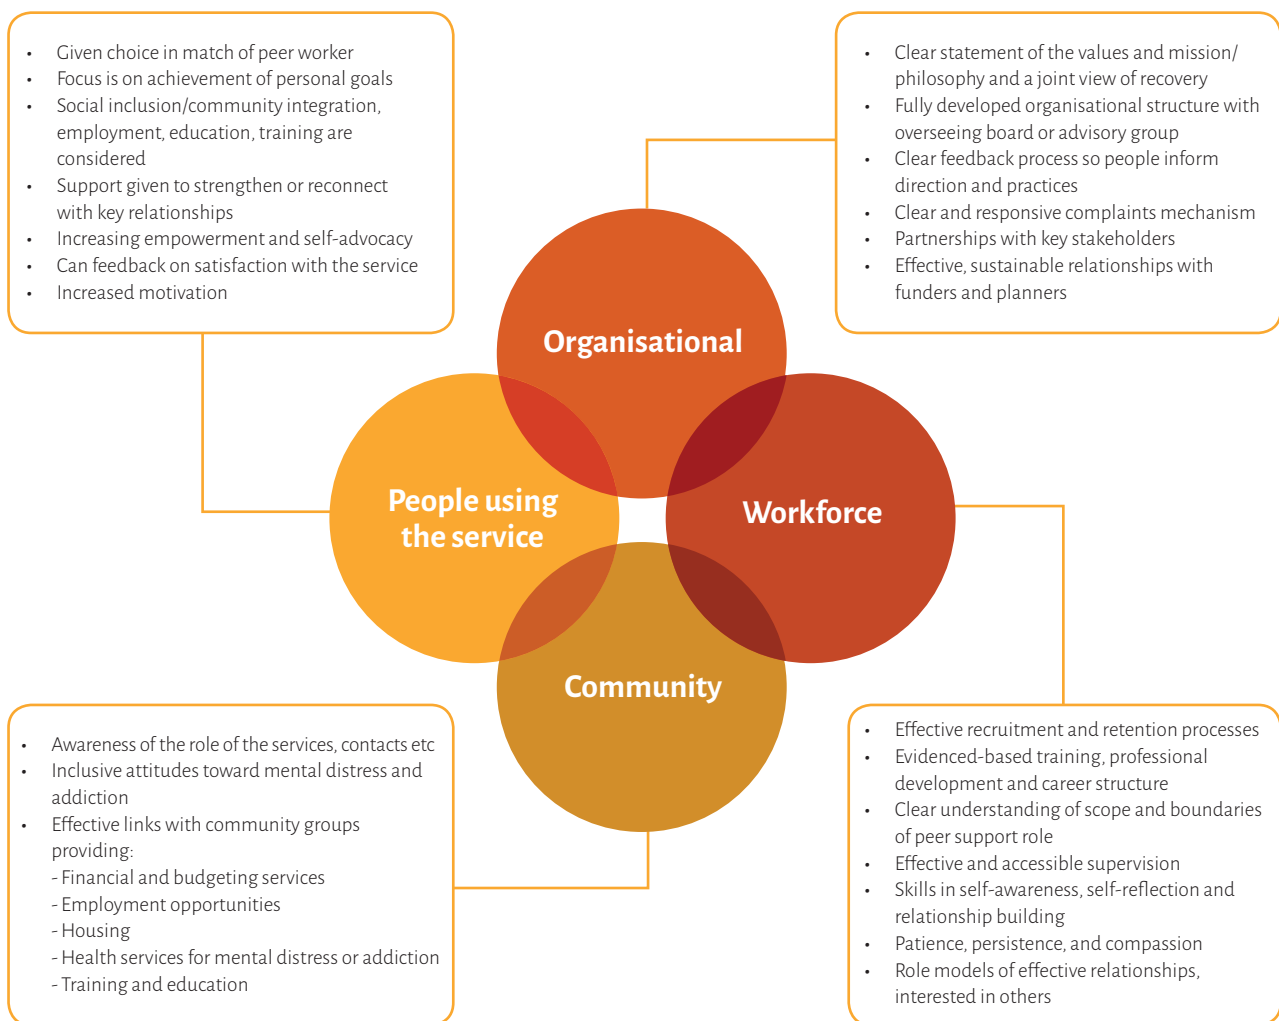 • Given choice in match of peer worker
• Focus is on achievement of personal goals
• Social inclusion/community integration,
employment, education, training are
considered
• Support given to strengthen or reconnect
with key relationships
• Increasing empowerment and self-advocacy
• Can feedback on satisfaction with the service
• Increased motivation
• Clear statement of the values and mission/
philosophy and a joint view of recovery
• Fully developed organisational structure with
overseeing board or advisory group
• Clear feedback process so people inform
direction and practices
• Clear and responsive complaints mechanism
• Partnerships with key stakeholders
• Effective, sustainable relationships with
funders and planners
Organisational
People using
the service
Workforce
Community
• Awareness of the role of the services, contacts etc
• Inclusive attitudes toward mental distress and
addiction
• Effective links with community groups
providing:
- Financial and budgeting services
- Employment opportunities
- Housing
- Health services for mental distress or addiction
- Training and education
• Effective recruitment and retention processes
• Evidenced-based training, professional
development and career structure
• Clear understanding of scope and boundaries
of peer support role
• Effective and accessible supervision
• Skills in self-awareness, self-reflection and
relationship building
• Patience, persistence, and compassion
• Role models of effective relationships,
interested in others